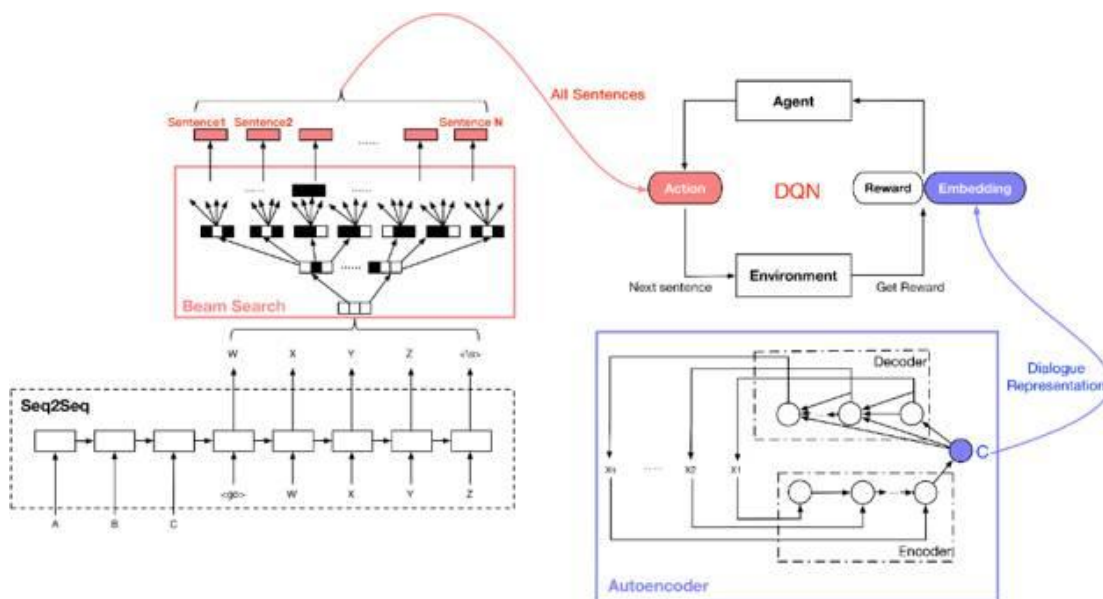 All Sentences
Sentence1 Sentence2 ...... Sentence N
...... ......
......
Beam Search
W X Y Z <\s>
Seq2Seq
<go> W X Y Z
A B C
Agent
Action DQN Reward Embedding
Environment
Next sentence Get Reward
Decoder
Dialogue
Representation
C
X2 X1
Encoder
Autoencoder